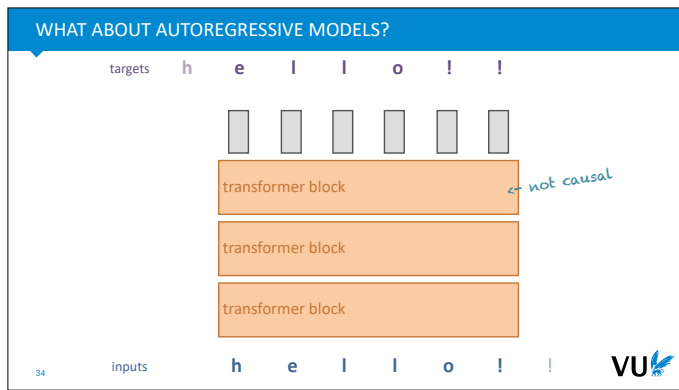 WHAT ABOUT AUTOREGRESSIVE MODELS?
targets h e l l o ! !
transformer block
← not causal
transformer block
transformer block
inputs h e l l o ! !
34
VU